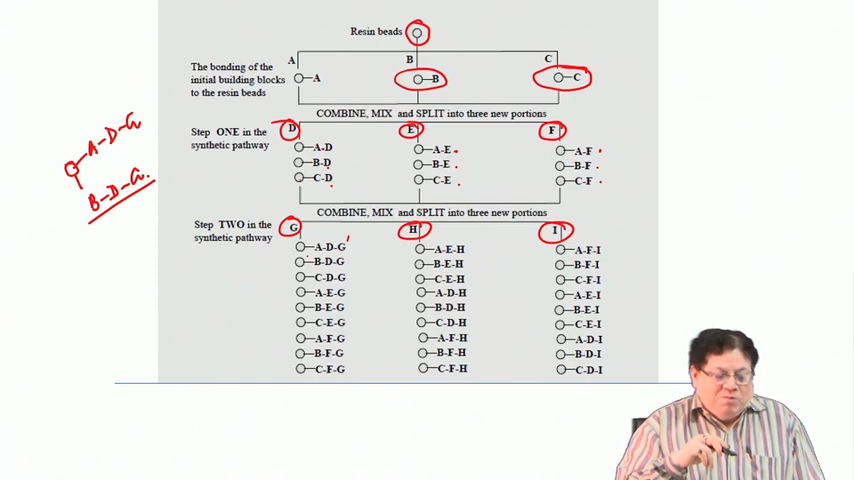 Resin beads
A B C
The bonding of the
initial building blocks
to the resin beads
A B C
COMBINE, MIX and SPLIT into three new portions
D E F
Step ONE in the
synthetic pathway
A-D A-E A-F
B-D B-E B-F
C-D C-E C-F
COMBINE, MIX and SPLIT into three new portions
G H I
Step TWO in the
synthetic pathway
A-D-G A-E-H A-F-I
B-D-G B-E-H B-F-I
C-D-G C-E-H C-F-I
A-E-G A-D-H A-E-I
B-E-G B-D-H B-E-I
C-E-G C-D-H C-E-I
A-F-G A-F-H A-D-I
B-F-G B-F-H B-D-I
C-F-G C-F-H C-D-I
A-D-G
B-D-G